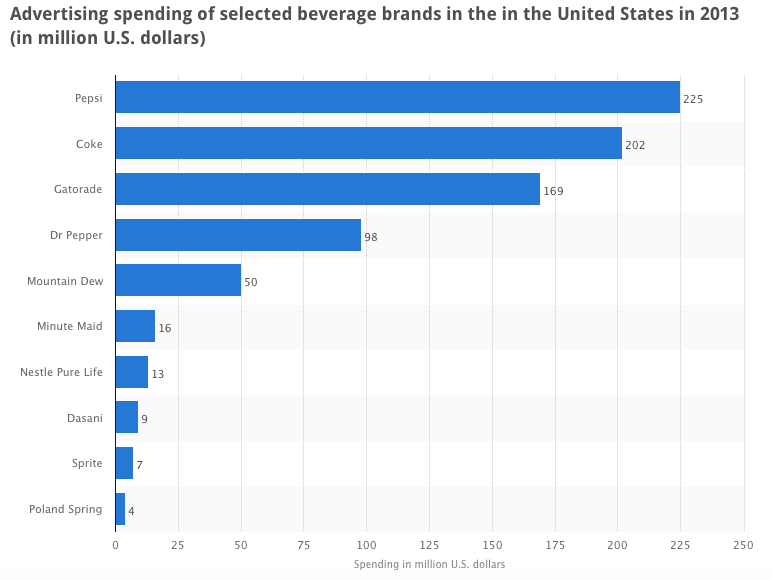 Advertising spending of selected beverage brands in the in the United States in 2013
(in million U.S. dollars)
Pepsi 225
Coke 202
Gatorade 169
Dr Pepper 98
Mountain Dew 50
Minute Maid 16
Nestle Pure Life 13
Dasani 9
Sprite 7
Poland Spring 4
0 25 50 75 100 125 150 175 200 225 250
Spending in million U.S. dollars